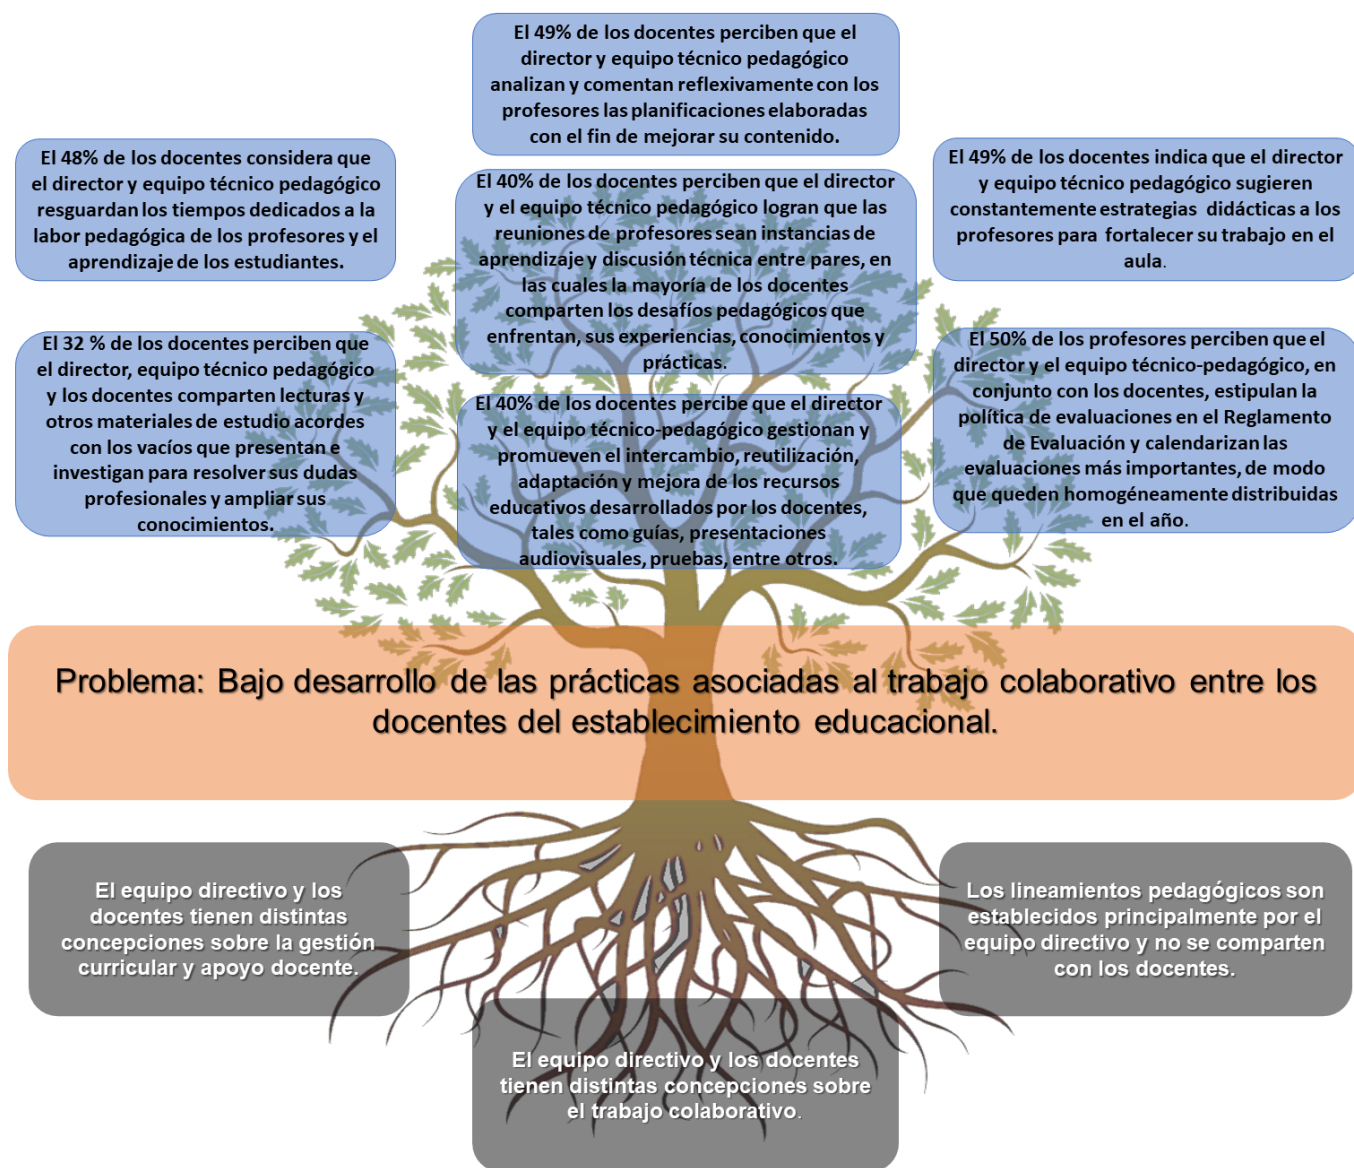 El 49% de los docentes perciben que el
director y equipo técnico pedagógico
analizan y comentan reflexivamente con los
profesores las planificaciones elaboradas
con el fin de mejorar su contenido.
El 48% de los docentes considera que
el director y equipo técnico pedagógico
resguardan los tiempos dedicados a la
labor pedagógica de los profesores y el
aprendizaje de los estudiantes.
El 40% de los docentes perciben que el director
y el equipo técnico pedagógico logran que las
reuniones de profesores sean instancias de
aprendizaje y discusión técnica entre pares, en
las cuales la mayoría de los docentes
comparten los desafíos pedagógicos que
enfrentan, sus experiencias, conocimientos y
prácticas.
El 49% de los docentes indica que el director
y equipo técnico pedagógico sugieren
constantemente estrategias didácticas a los
profesores para fortalecer su trabajo en el
aula.
El 32 % de los docentes perciben que
el director, equipo técnico pedagógico
y los docentes comparten lecturas y
otros materiales de estudio acordes
con los vacíos que presentan e
investigan para resolver sus dudas
profesionales y ampliar sus
conocimientos.
El 40% de los docentes percibe que el director
y el equipo técnico-pedagógico gestionan y
promueven el intercambio, reutilización,
adaptación y mejora de los recursos
educativos desarrollados por los docentes,
tales como guías, presentaciones
audiovisuales, pruebas, entre otros.
El 50% de los profesores perciben que el
director y el equipo técnico-pedagógico, en
conjunto con los docentes, estipulan la
política de evaluaciones en el Reglamento
de Evaluación y calendarizan las
evaluaciones más importantes, de modo
que queden homogéneamente distribuidas
en el año.
Problema: Bajo desarrollo de las prácticas asociadas al trabajo colaborativo entre los
docentes del establecimiento educacional.
El equipo directivo y los
docentes tienen distintas
concepciones sobre la gestión
curricular y apoyo docente.
El equipo directivo y los docentes
tienen distintas concepciones sobre
el trabajo colaborativo.
Los lineamientos pedagógicos son
establecidos principalmente por el
equipo directivo y no se comparten
con los docentes.